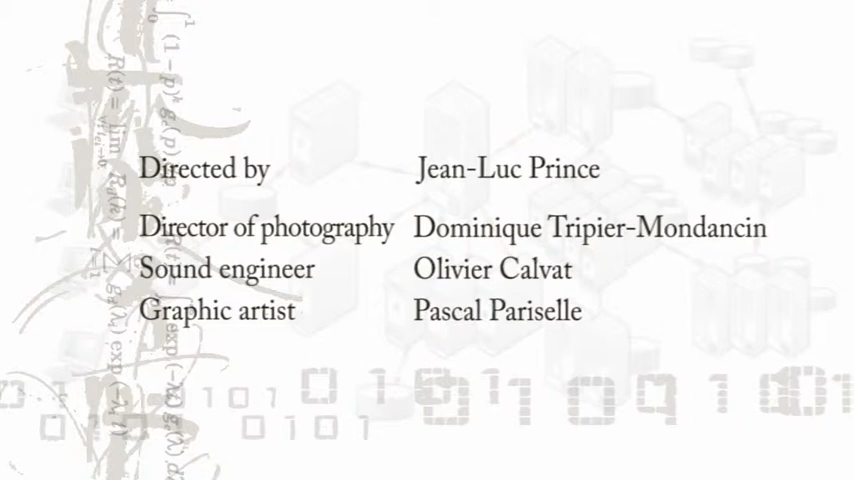 Directed by Jean-Luc Prince
Director of photography Dominique Tripier-Mondancin
Sound engineer Olivier Calvat
Graphic artist Pascal Pariselle